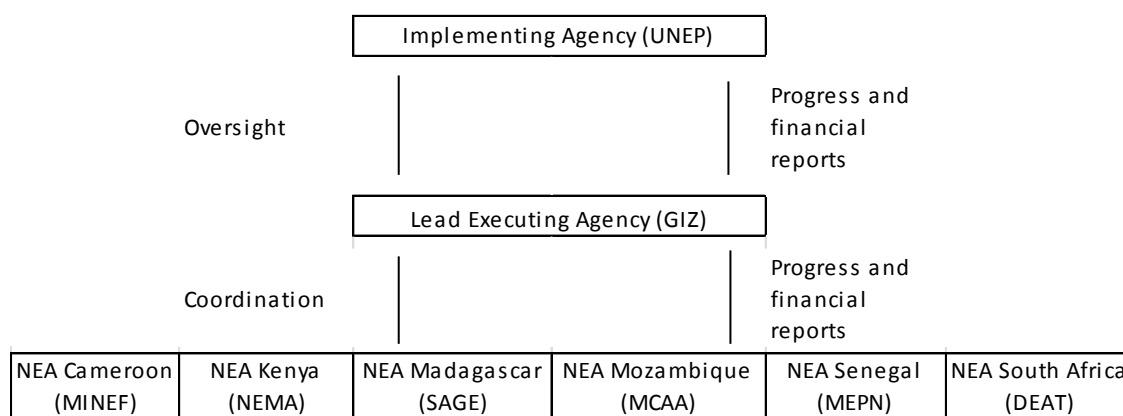 Implementing Agency (UNEP)
Oversight
Progress and
financial
reports
Lead Executing Agency (GIZ)
Coordination
Progress and
financial
reports
NEA Cameroon
(MINEF)
NEA Kenya
(NEMA)
NEA Madagascar
(SAGE)
NEA Mozambique
(MCAA)
NEA Senegal
(MEPN)
NEA South Africa
(DEAT)